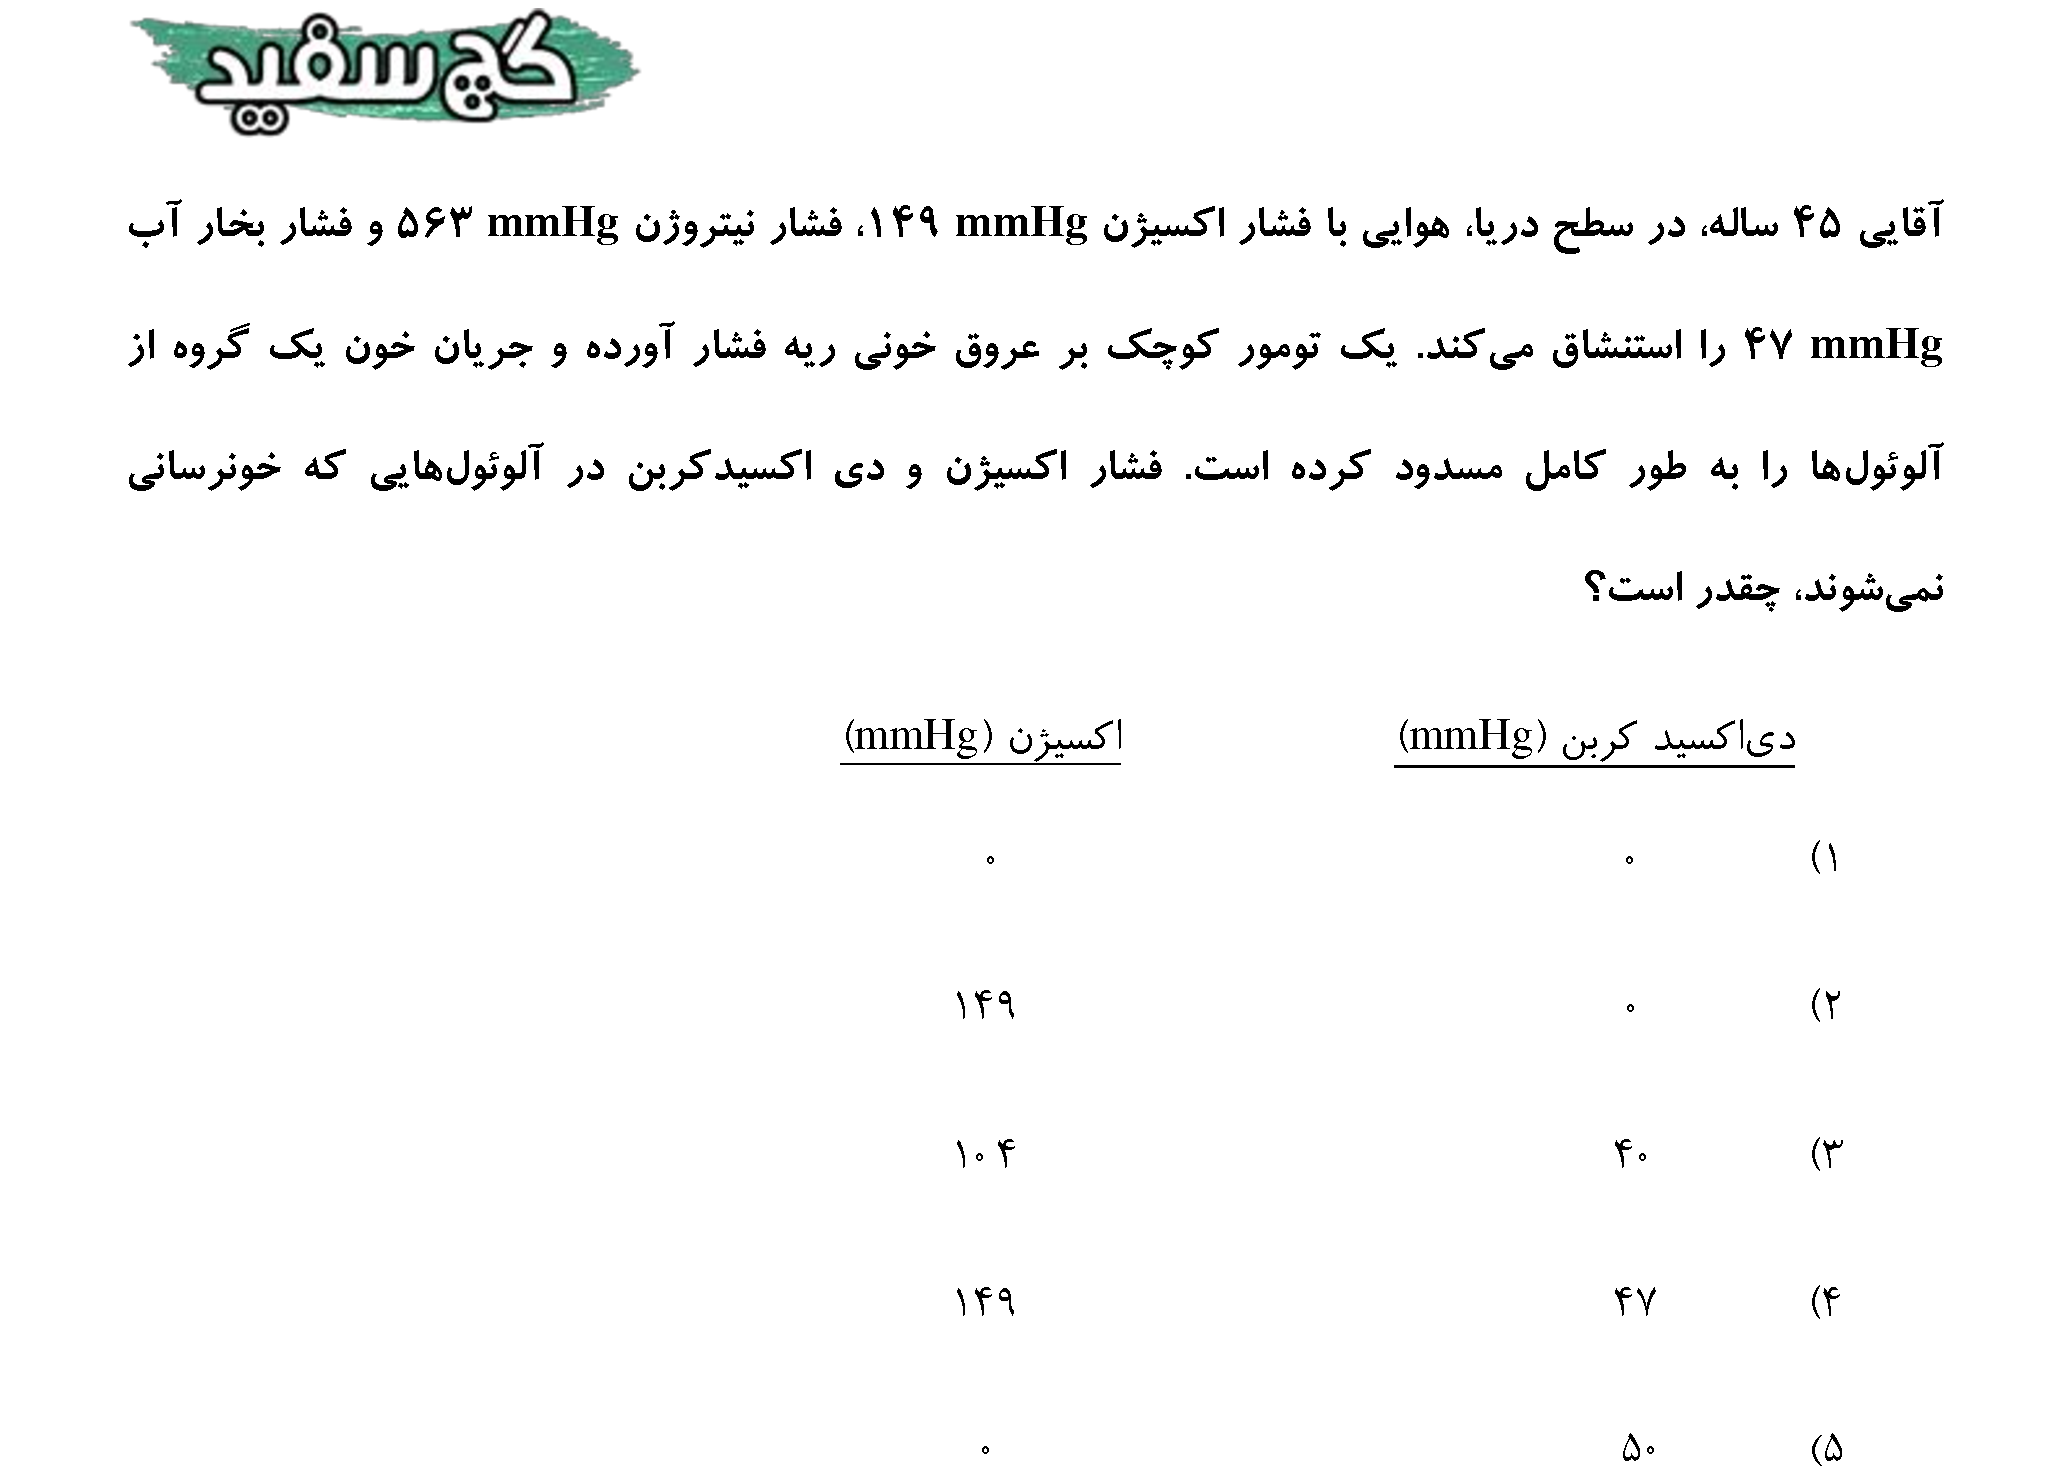 گچ سفید
آقایی ۴۵ ساله، در سطح دریا، هوایی با فشار اکسیژن ۱۴۹ mmHg، فشار نیتروژن ۵۶۳ mmHg و فشار بخار آب
۴۷ mmHg را استنشاق می‌کند. یک تومور کوچک بر عروق خونی ریه فشار آورده و جریان خون یک گروه از
آلوئول‌ها را به طور کامل مسدود کرده است. فشار اکسیژن و دی اکسیدکربن در آلوئول‌هایی که خونرسانی
نمی‌شوند، چقدر است؟
دی‌اکسید کربن (mmHg) اکسیژن (mmHg)
۱) ۰ ۰
۲) ۰ ۱۴۹
۳) ۴۰ ۱۰۴
۴) ۴۷ ۱۴۹
۵) ۵۰ ۰